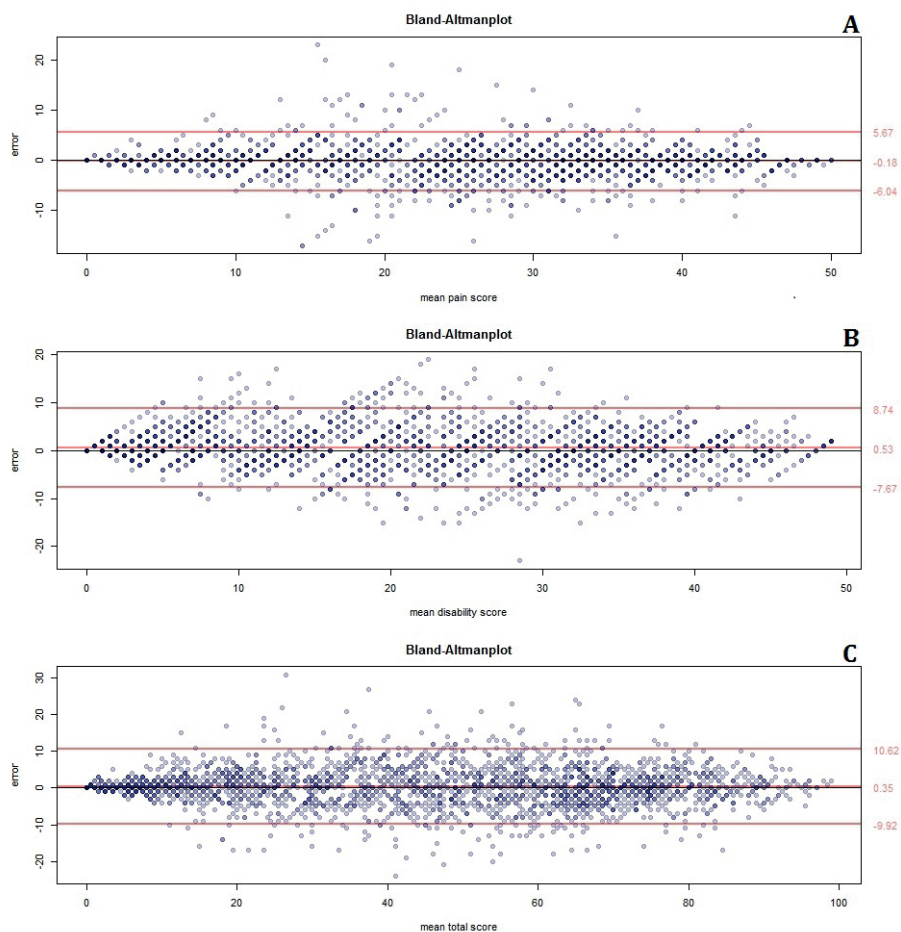 Bland-Altmanplot
A
20
10
0
-10
error
5.67
-0.18
-6.04
0 10 20 30 40 50
mean pain score
Bland-Altmanplot
B
20
10
0
-10
-20
error
8.74
0.53
-7.67
0 10 20 30 40 50
mean disability score
Bland-Altmanplot
C
30
20
10
0
-10
-20
error
10.62
0.35
-9.92
0 20 40 60 80 100
mean total score